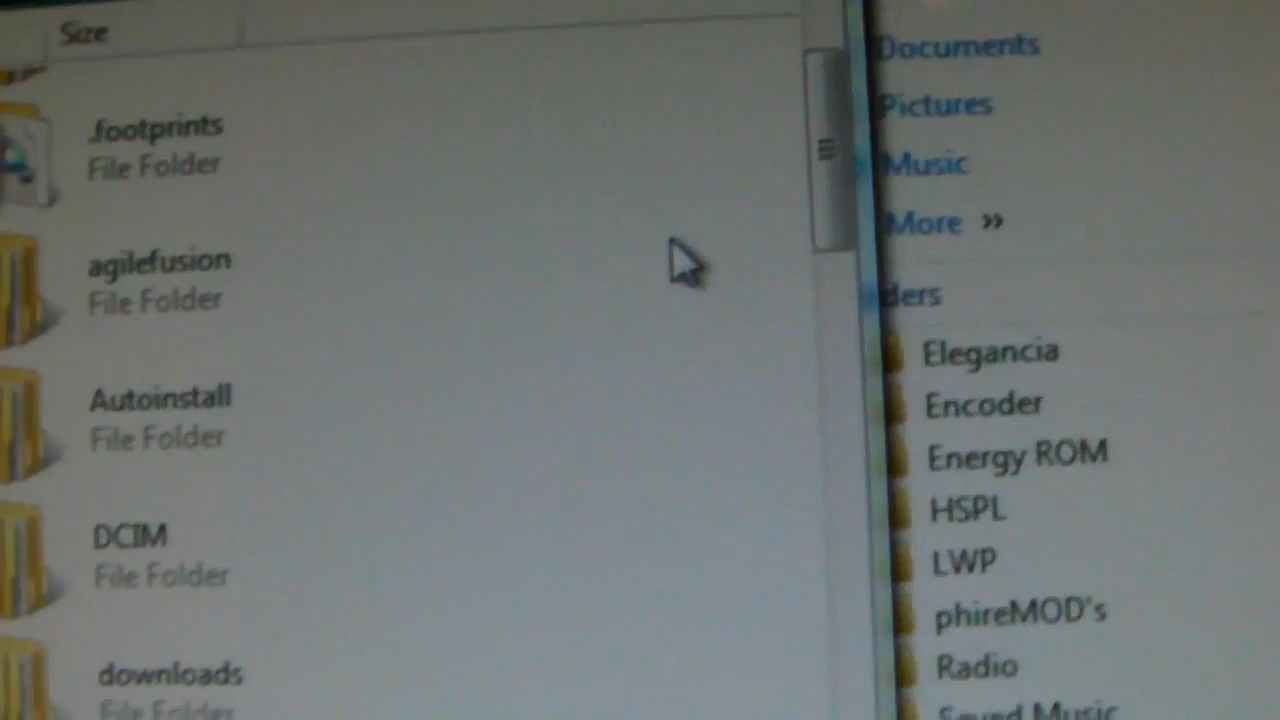 Size
.footprints
File Folder
agilefusion
File Folder
Autoinstall
File Folder
DCIM
File Folder
downloads
File Folder
Documents
Pictures
Music
More »
ders
Elegancia
Encoder
Energy ROM
HSPL
LWP
phireMOD's
Radio
Sound Music